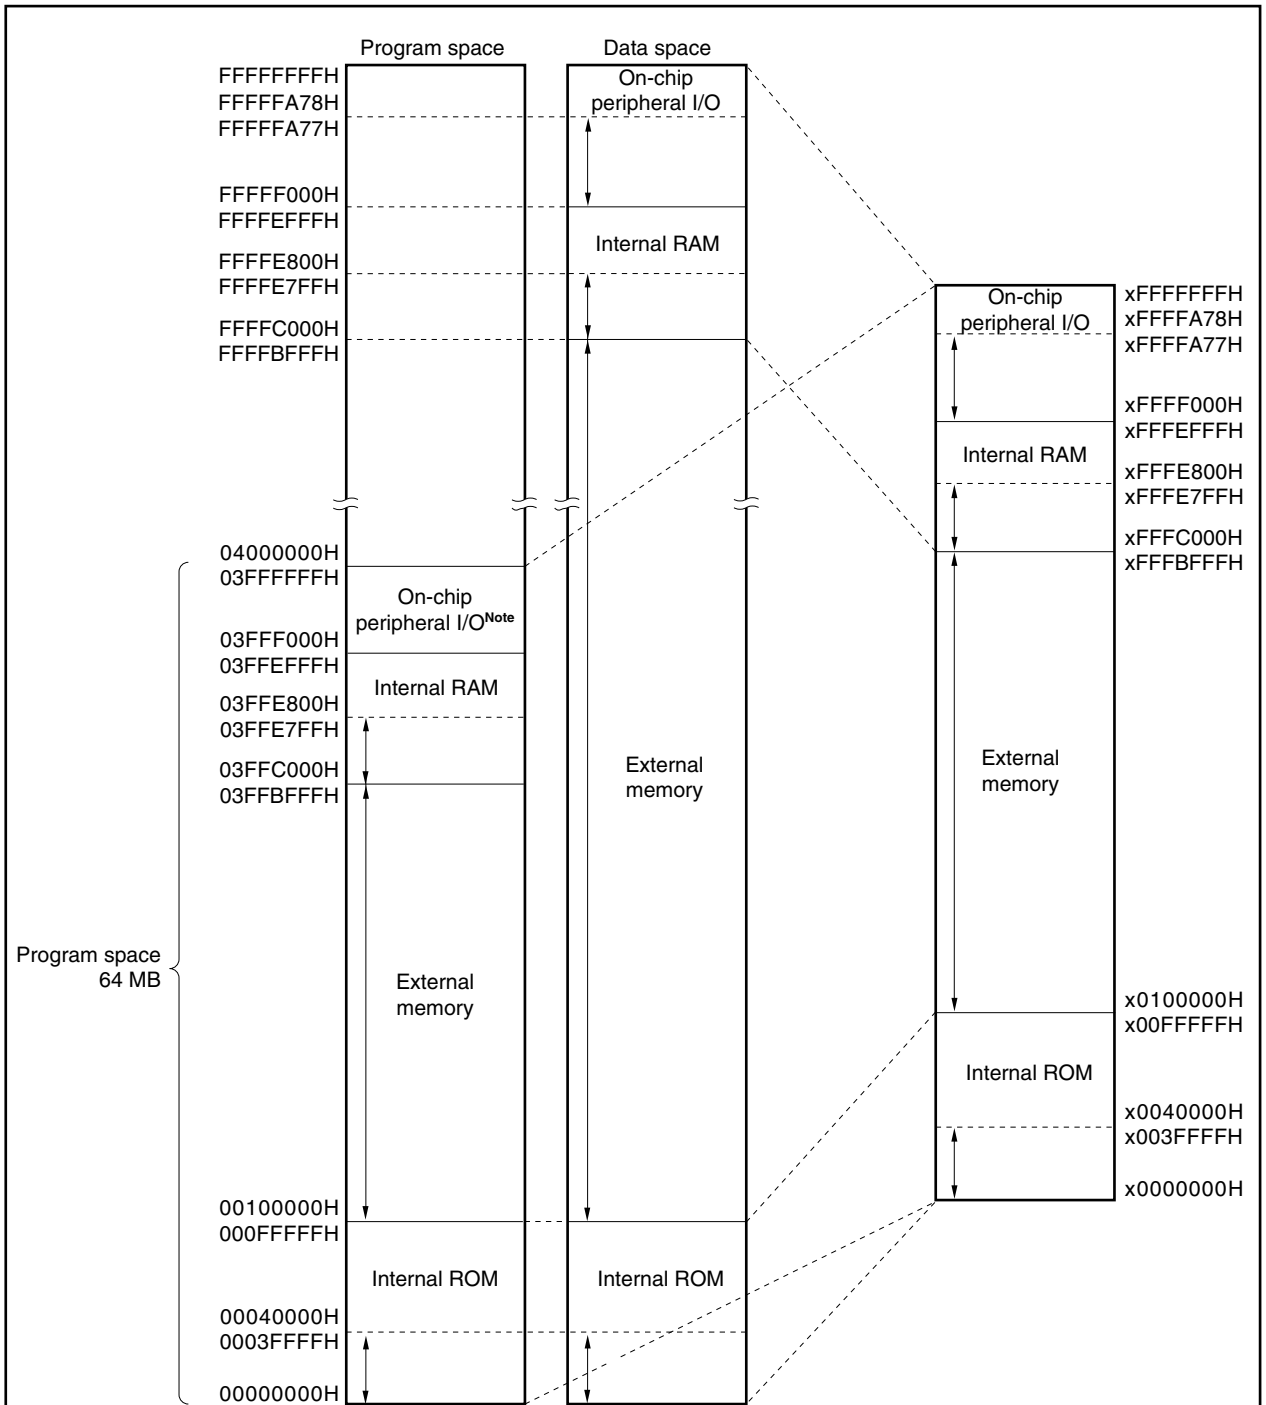 Program space
Data space
FFFFFFFFH
FFFFFA78H
FFFFFA77H
FFFFF000H
FFFFEFFFH
FFFFE800H
FFFFE7FFH
FFFFC000H
FFFFBFFFH
04000000H
03FFFFFFH
03FFF000H
03FFEFFFH
03FFE800H
03FFE7FFH
03FFC000H
03FFBFFFH
Program space
64 MB
00100000H
000FFFFFH
00040000H
0003FFFFH
00000000H
On-chip
peripheral I/ONote
Internal RAM
External
memory
Internal ROM
On-chip
peripheral I/O
Internal RAM
External
memory
Internal ROM
On-chip
peripheral I/O
Internal RAM
External
memory
Internal ROM
xFFFFFFFH
xFFFFA78H
xFFFFA77H
xFFFF000H
xFFFEFFFH
xFFFE800H
xFFFE7FFH
xFFFC000H
xFFFBFFFH
x0100000H
x00FFFFFH
x0040000H
x003FFFFH
x0000000H